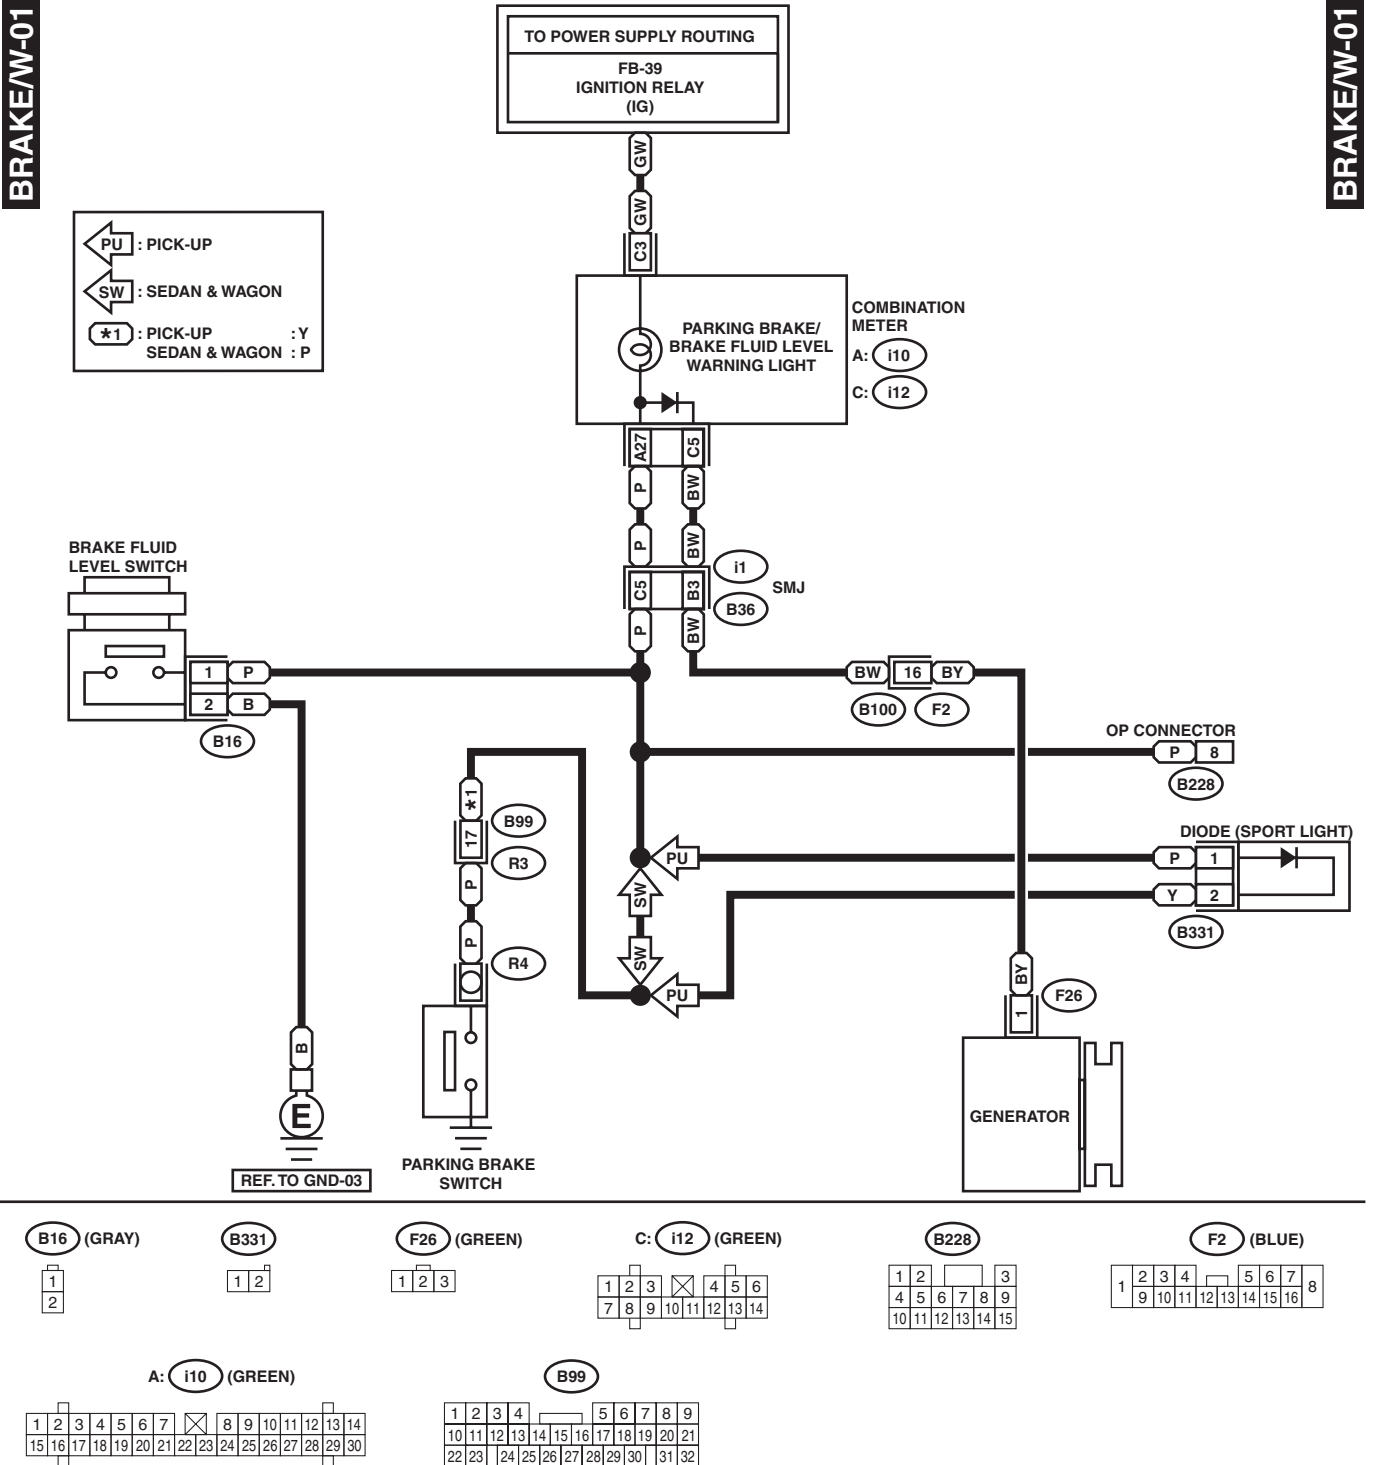 BRAKE/W-01
BRAKE/W-01
TO POWER SUPPLY ROUTING
FB-39
IGNITION RELAY
(IG)
GW
GW
C3
PU : PICK-UP
SW : SEDAN & WAGON
*1 : PICK-UP : Y
SEDAN & WAGON : P
PARKING BRAKE/
BRAKE FLUID LEVEL
WARNING LIGHT
COMBINATION
METER
A: i10
C: i12
A27 C5
P BW
P BW
i1
C5 B3
SMJ
B36
P BW
BRAKE FLUID
LEVEL SWITCH
1 P
2 B
B16
BW 16 BY
B100 F2
OP CONNECTOR
P 8
B228
*1
B99
17
R3
P
P
R4
DIODE (SPORT LIGHT)
PU
P 1
SW
Y 2
B331
SW
PU
BY
F26
1
B
E
REF. TO GND-03
PARKING BRAKE
SWITCH
GENERATOR
B16 (GRAY)
1
2
B331
1 2
F26 (GREEN)
1 2 3
C: i12 (GREEN)
1 2 3 4 5 6
7 8 9 10 11 12 13 14
B228
1 2 3
4 5 6 7 8 9
10 11 12 13 14 15
F2 (BLUE)
1 2 3 4 5 6 7 8
9 10 11 12 13 14 15 16
A: i10 (GREEN)
1 2 3 4 5 6 7 8 9 10 11 12 13 14
15 16 17 18 19 20 21 22 23 24 25 26 27 28 29 30
B99
1 2 3 4 5 6 7 8 9
10 11 12 13 14 15 16 17 18 19 20 21
22 23 24 25 26 27 28 29 30 31 32